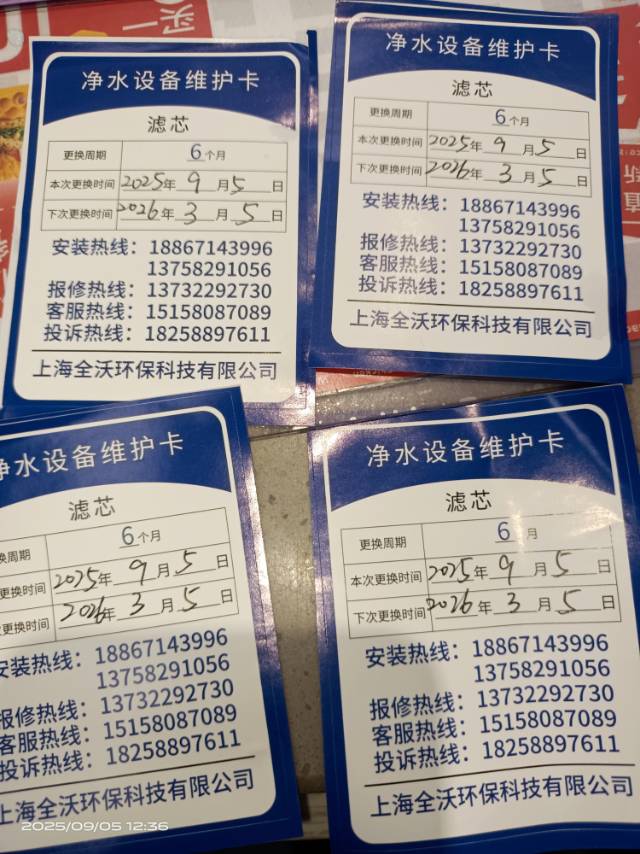 净水设备维护卡
滤芯
更换周期 6个月
本次更换时间 2025年9月5日
下次更换时间 2026年3月5日
安装热线：18867143996
13758291056
报修热线：13732292730
客服热线：15158087089
投诉热线：18258897611
上海全沃环保科技有限公司
净水设备维护卡
滤芯
更换周期 6个月
本次更换时间 2025年9月5日
下次更换时间 2026年3月5日
安装热线：18867143996
13758291056
报修热线：13732292730
客服热线：15158087089
投诉热线：18258897611
上海全沃环保科技有限公司
净水设备维护卡
滤芯
换周期 6个月
更换时间 2025年9月5日
更换时间 2026年3月5日
安装热线：18867143996
13758291056
报修热线：13732292730
客服热线：15158087089
投诉热线：18258897611
上海全沃环保科技有限公司
净水设备维护卡
滤芯
更换周期 6月
本次更换时间 2025年9月5日
下次更换时间 2026年3月5日
安装热线：18867143996
13758291056
报修热线：13732292730
客服热线：15158087089
投诉热线：18258897611
上海全沃环保科技有限公司
2025/09/05 12:36